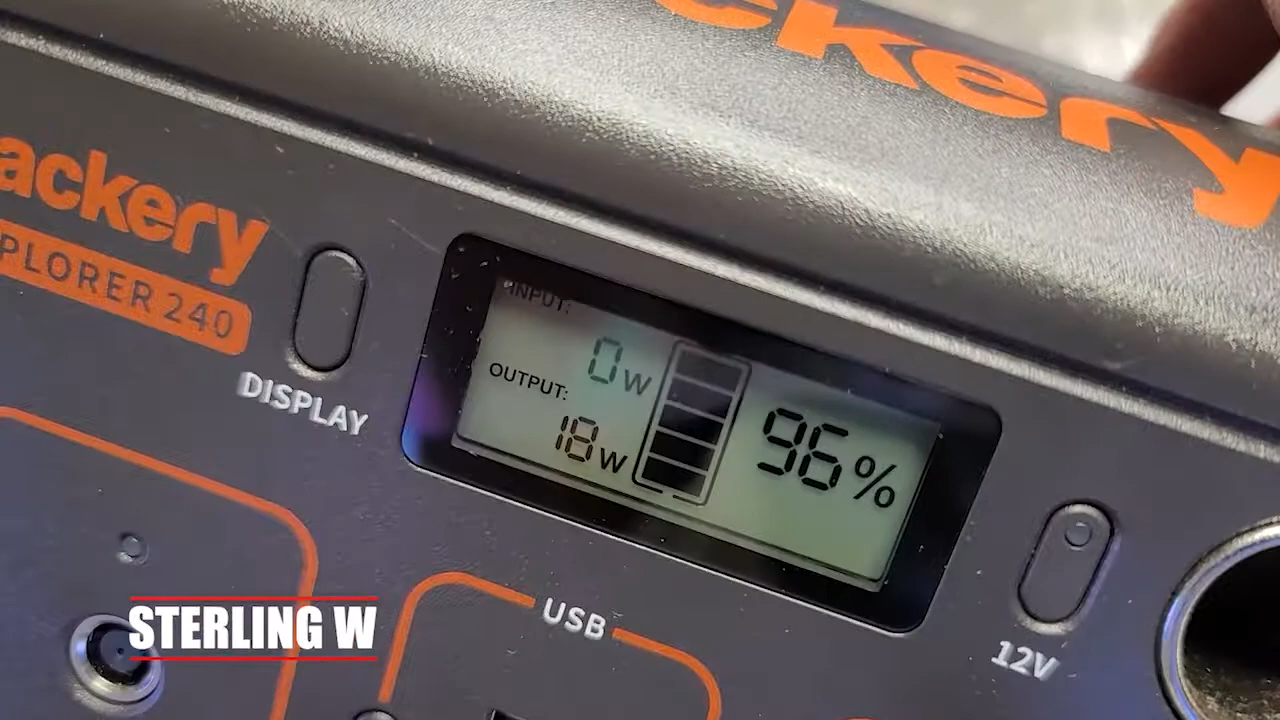 ckery
ackery
PLORER 240
DISPLAY
INPUT:
0W
OUTPUT:
18W
96%
USB
12V
STERLING W